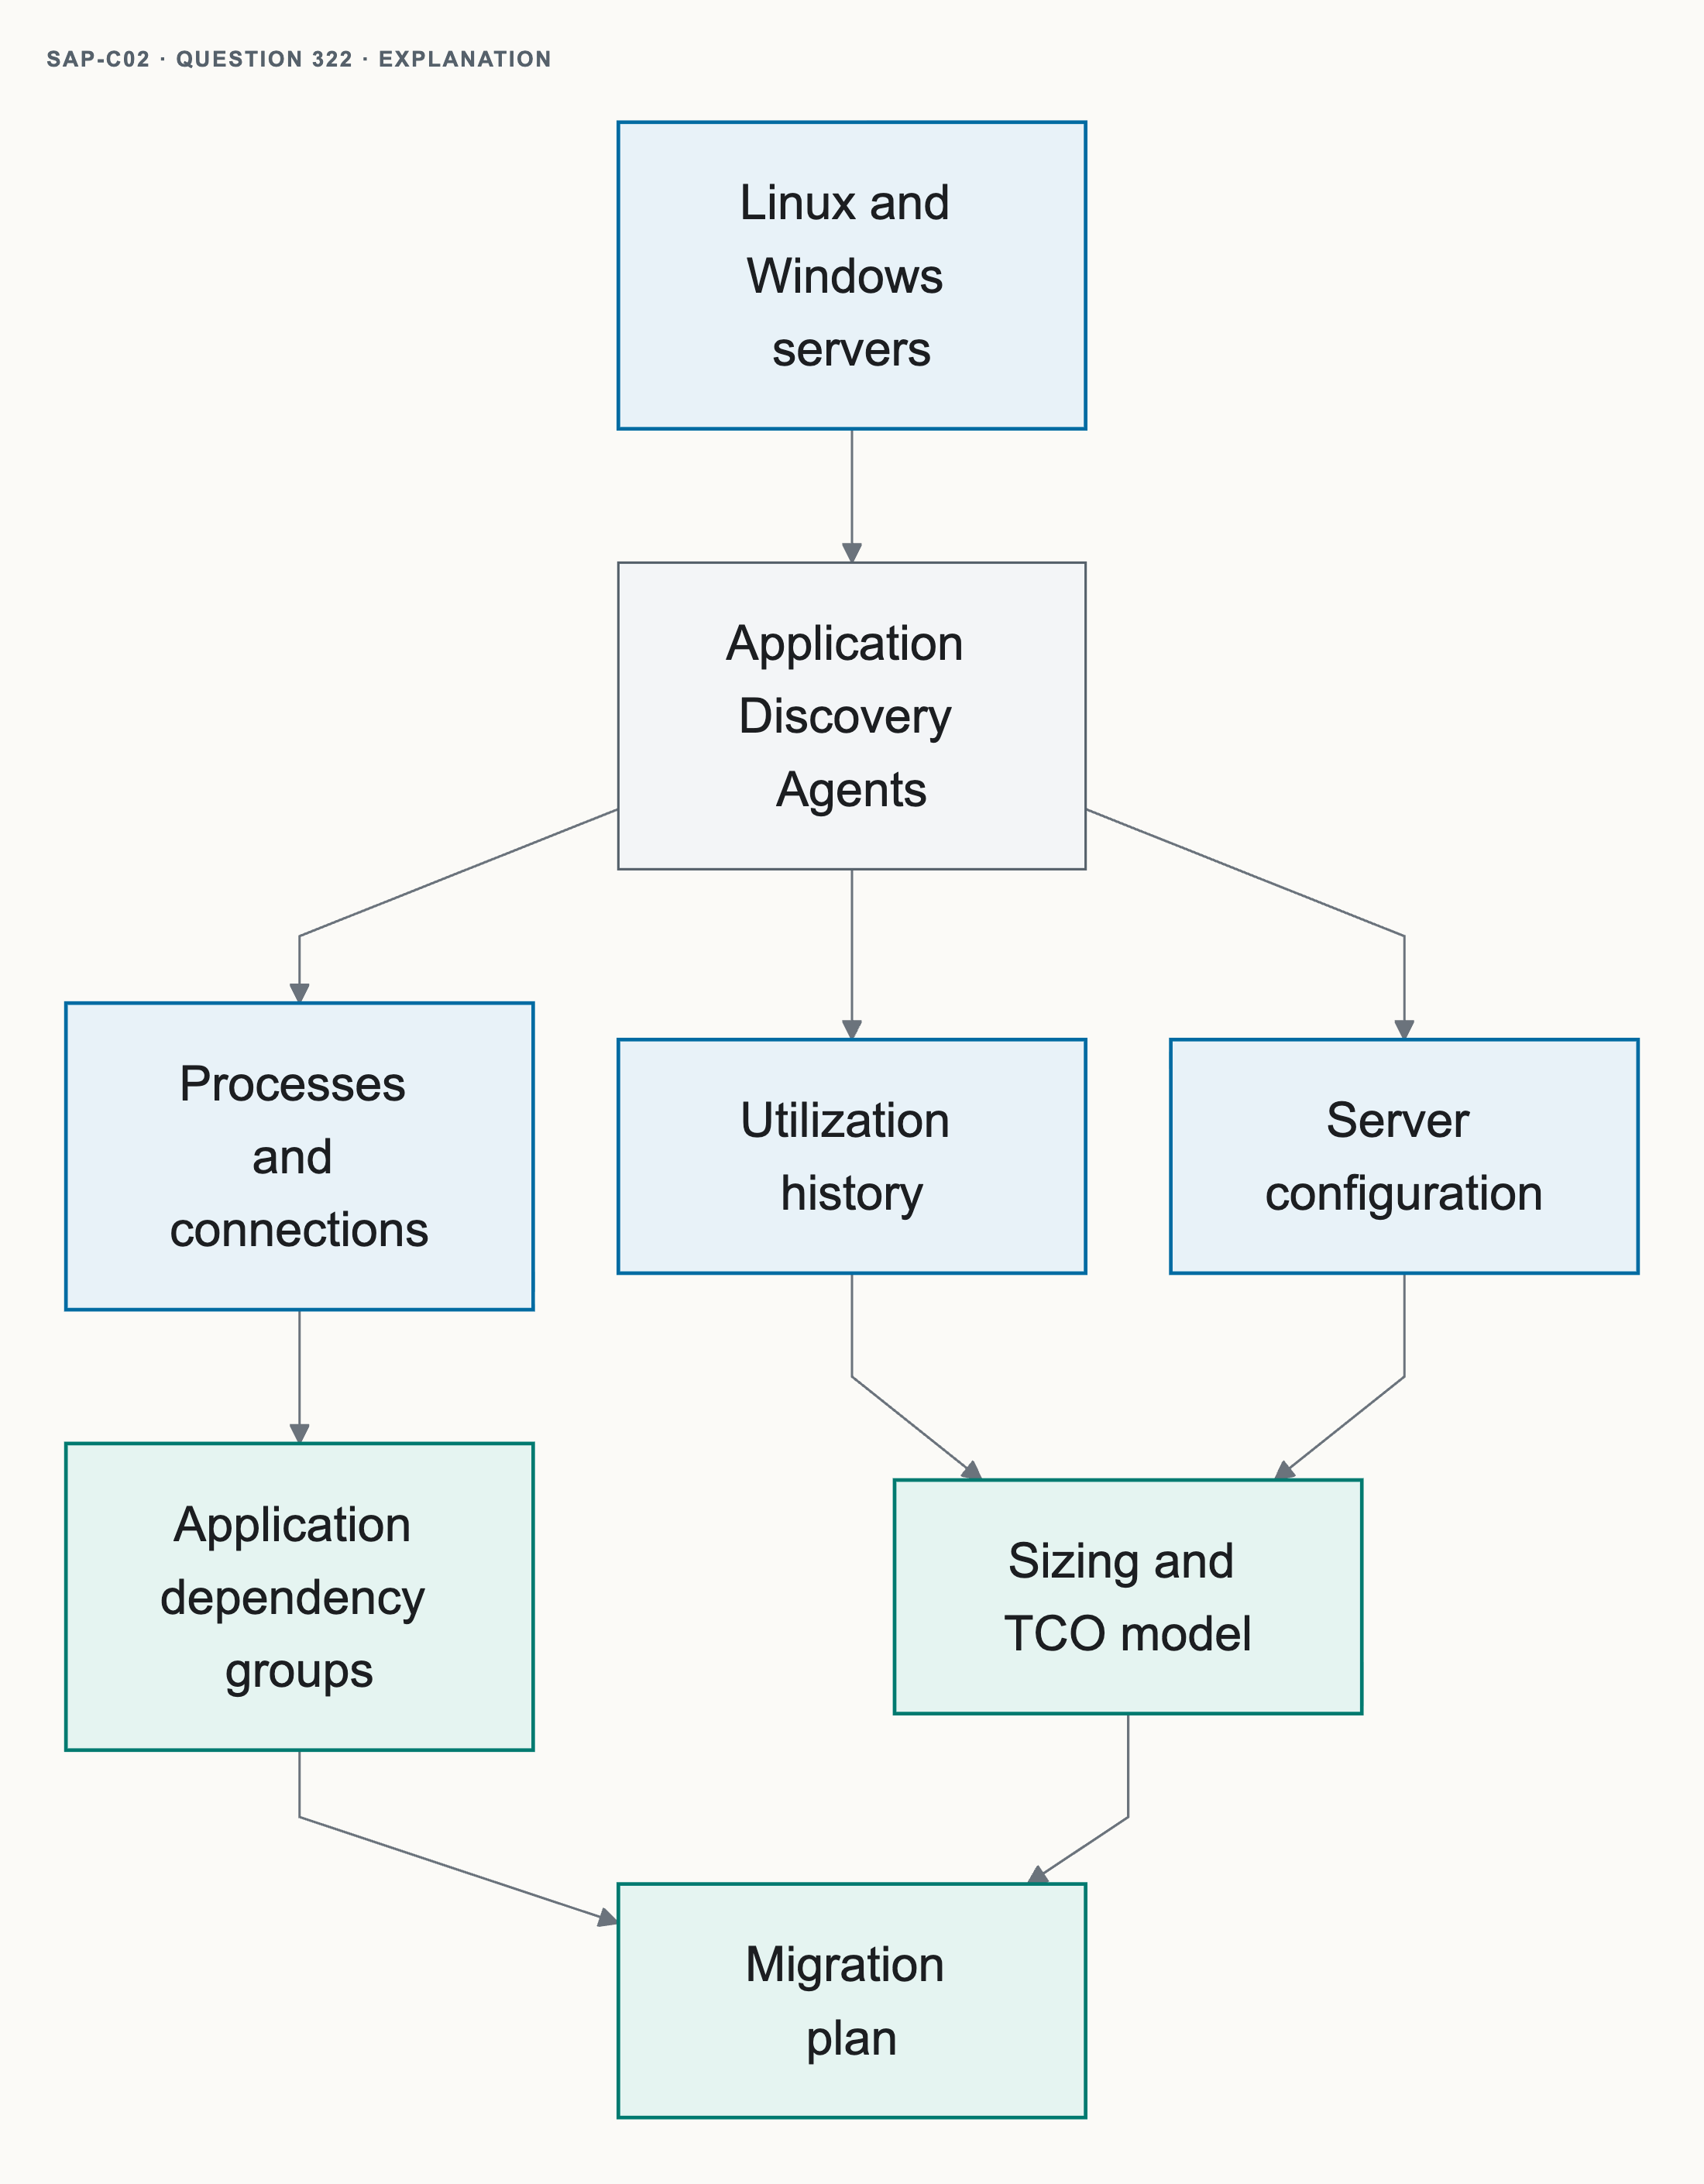 SAP-C02 · QUESTION 322 · EXPLANATION
Linux and
Windows
servers
Application
Discovery
Agents
Processes
and
connections
Utilization
history
Server
configuration
Application
dependency
groups
Sizing and
TCO model
Migration
plan